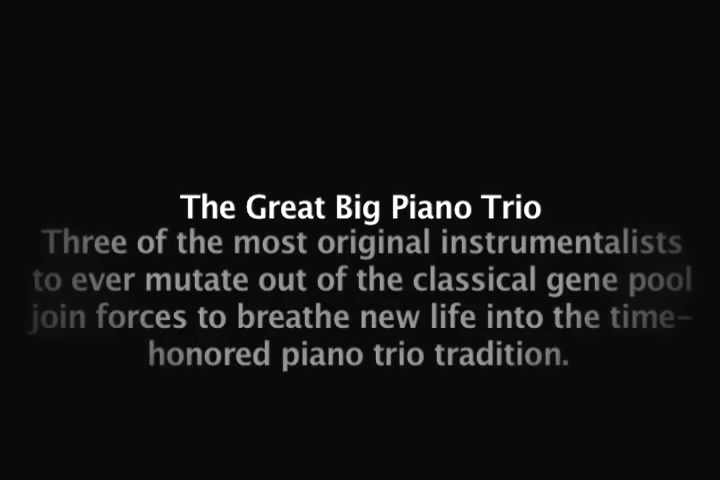 The Great Big Piano Trio
Three of the most original instrumentalists
to ever mutate out of the classical gene pool
join forces to breathe new life into the time-
honored piano trio tradition.